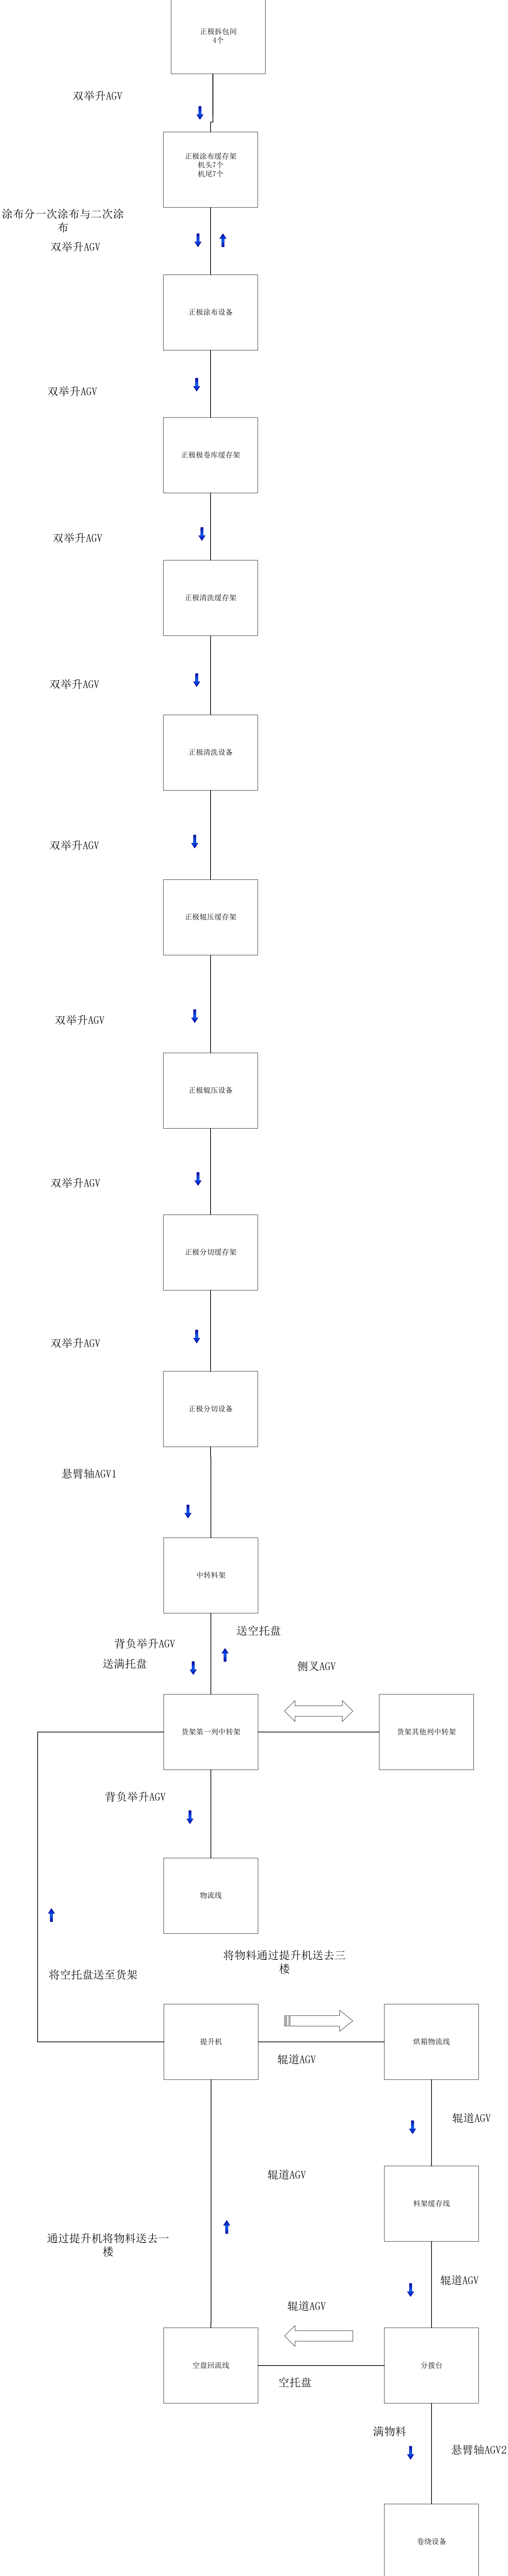 正极拆包间
4个
双举升AGV
正极涂布缓存架
机头7个
机尾7个
涂布分一次涂布与二次涂
布
双举升AGV
正极涂布设备
双举升AGV
正极极卷库缓存架
双举升AGV
正极清洗缓存架
双举升AGV
正极清洗设备
双举升AGV
正极辊压缓存架
双举升AGV
正极辊压设备
双举升AGV
正极分切缓存架
双举升AGV
正极分切设备
悬臂轴AGV1
中转料架
送空托盘
背负举升AGV
送满托盘
侧叉AGV
货架第一列中转架
货架其他列中转架
背负举升AGV
物流线
将物料通过提升机送去三
楼
将空托盘送至货架
提升机
烘箱物流线
辊道AGV
辊道AGV
辊道AGV
料架缓存线
通过提升机将物料送去一
楼
辊道AGV
辊道AGV
空盘回流线
分拨台
空托盘
满物料
悬臂轴AGV2
卷绕设备